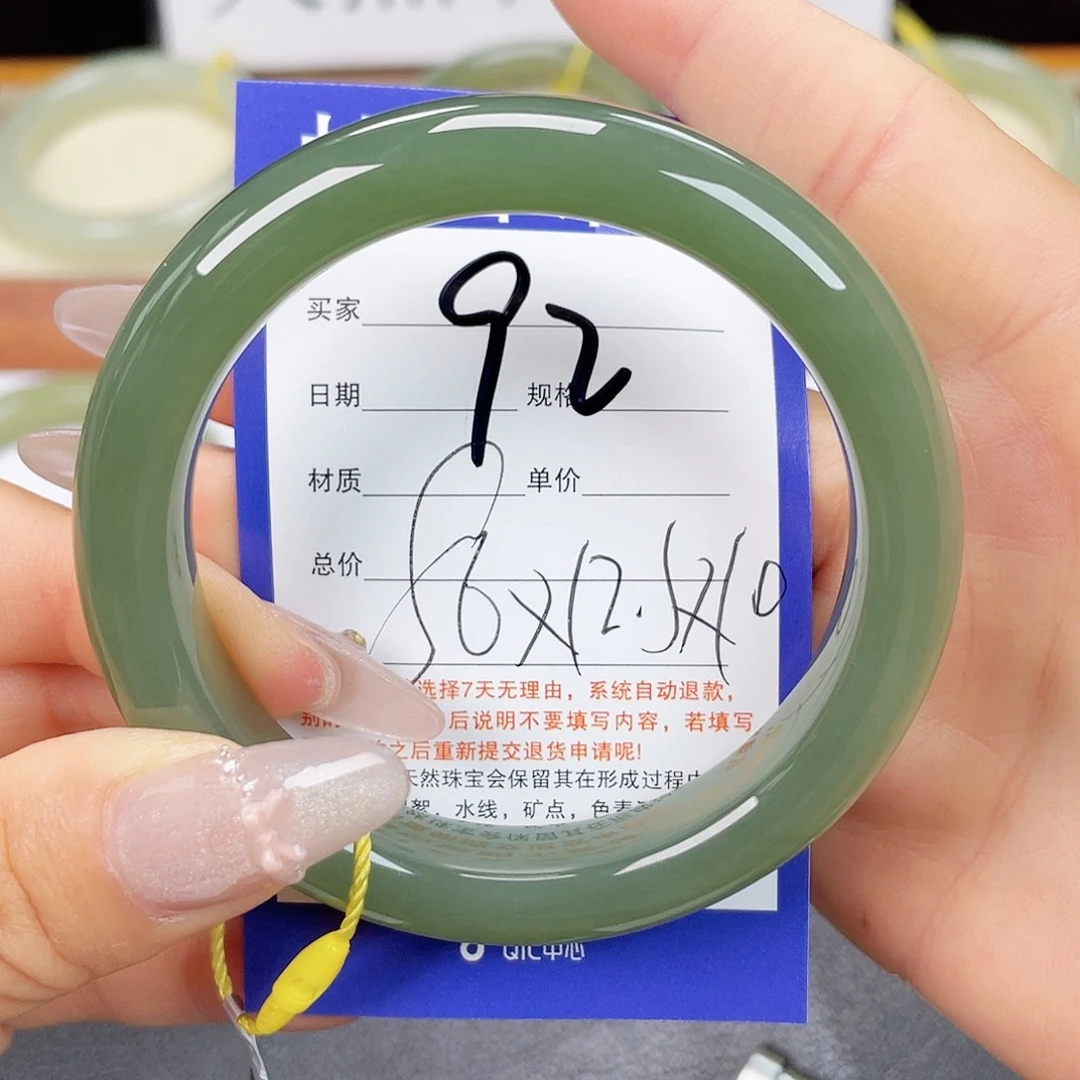 92
买家
日期 规格
材质 单价
总价
56X12.5X10
选择7天无理由，系统自动退款，
后说明不要填写内容，若填写
之后重新提交退货申请呢!
天然珠宝会保留其在形成过程中
絮．水线，矿点，色素
QIC中心